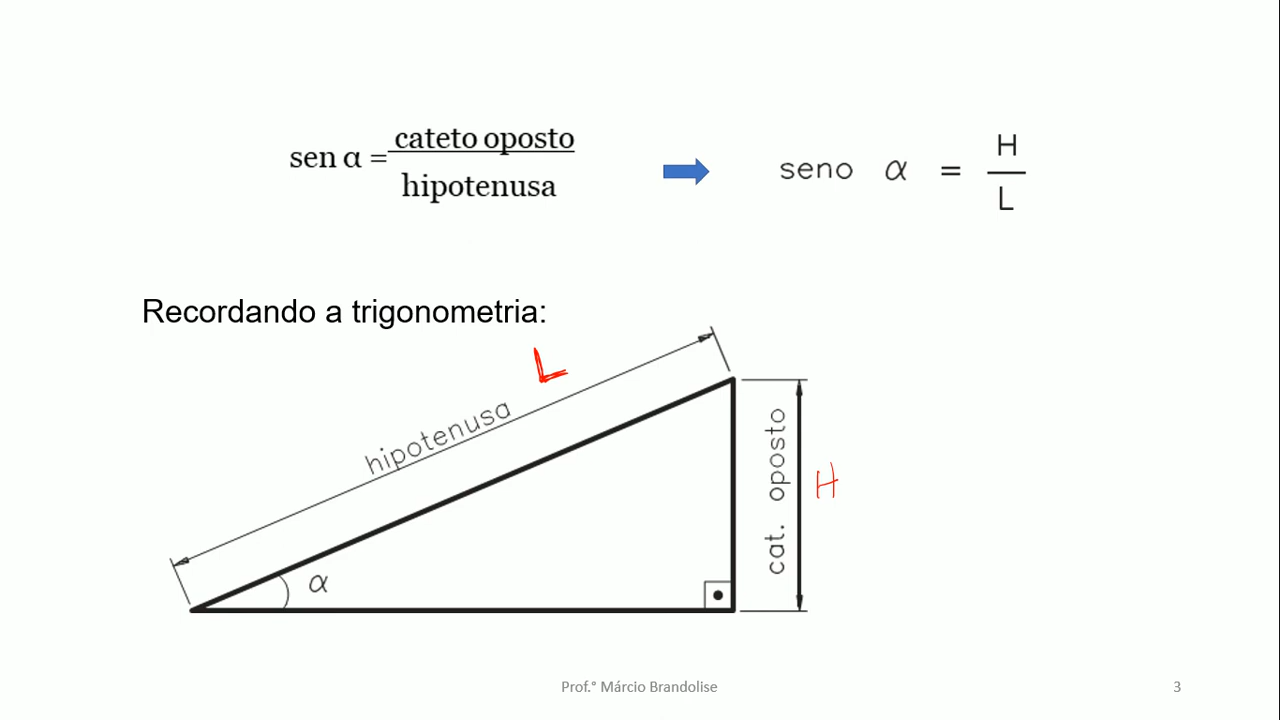 sen α = cateto oposto
hipotenusa
seno α = H
L
Recordando a trigonometria:
L
hipotenusa
cat. oposto
H
α
Prof.° Márcio Brandolise
3